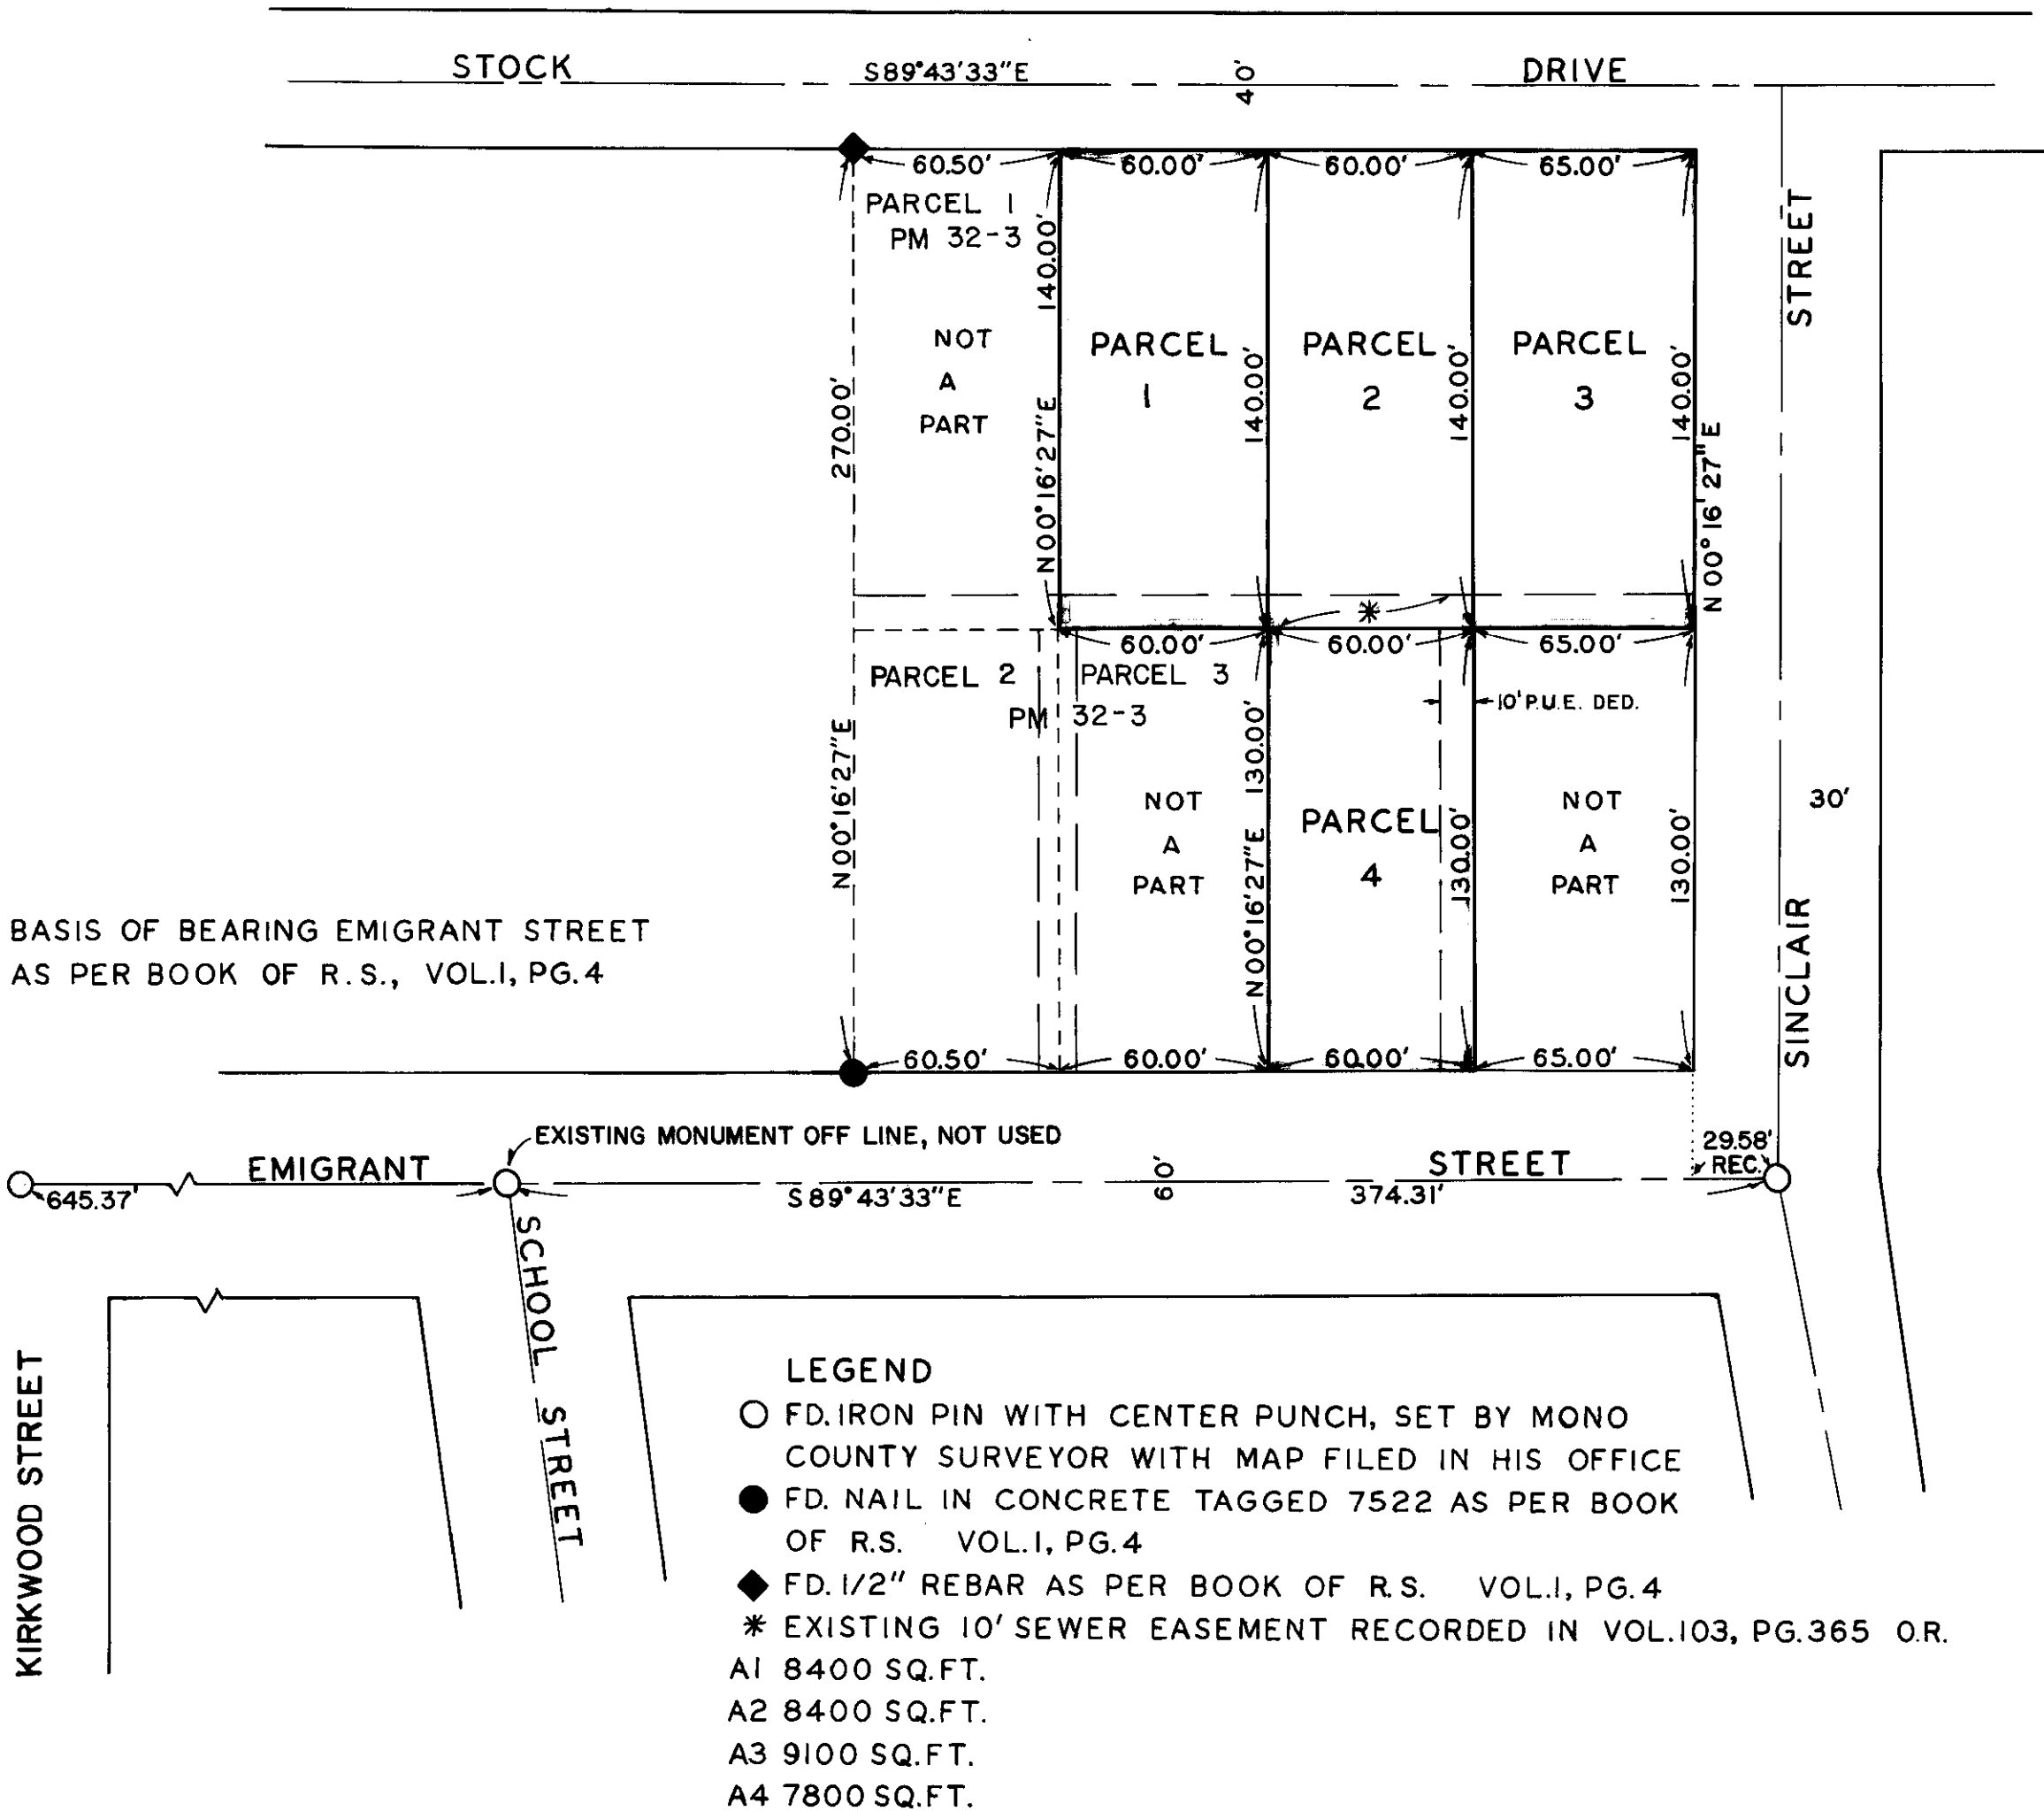 STOCK S89°43'33"E 40' DRIVE
60.50' 60.00' 60.00' 65.00'
PARCEL 1
PM 32-3
140.00'
STREET
NOT
A
PART
PARCEL
1
PARCEL
2
PARCEL
3
270.00'
140.00'
140.00'
140.00'
N00°16'27"E
N00°16'27"E
*
60.00' 60.00' 65.00'
PARCEL 2 PARCEL 3
PM 32-3
10' P.U.E. DED.
N00°16'27"E
130.00'
N00°16'27"E
NOT
A
PART
PARCEL
4
130.00'
NOT
A
PART
130.00'
30'
SINCLAIR
BASIS OF BEARING EMIGRANT STREET
AS PER BOOK OF R.S., VOL.1, PG.4
60.50' 60.00' 60.00' 65.00'
EXISTING MONUMENT OFF LINE, NOT USED
29.58'
REC.
645.37' EMIGRANT S89°43'33"E 60' 374.31' STREET
SCHOOL STREET
KIRKWOOD STREET
LEGEND
FD. IRON PIN WITH CENTER PUNCH, SET BY MONO
COUNTY SURVEYOR WITH MAP FILED IN HIS OFFICE
FD. NAIL IN CONCRETE TAGGED 7522 AS PER BOOK
OF R.S. VOL.1, PG.4
FD. 1/2" REBAR AS PER BOOK OF R.S. VOL.1, PG.4
* EXISTING 10' SEWER EASEMENT RECORDED IN VOL.103, PG.365 O.R.
A1 8400 SQ.FT.
A2 8400 SQ.FT.
A3 9100 SQ.FT.
A4 7800 SQ.FT.